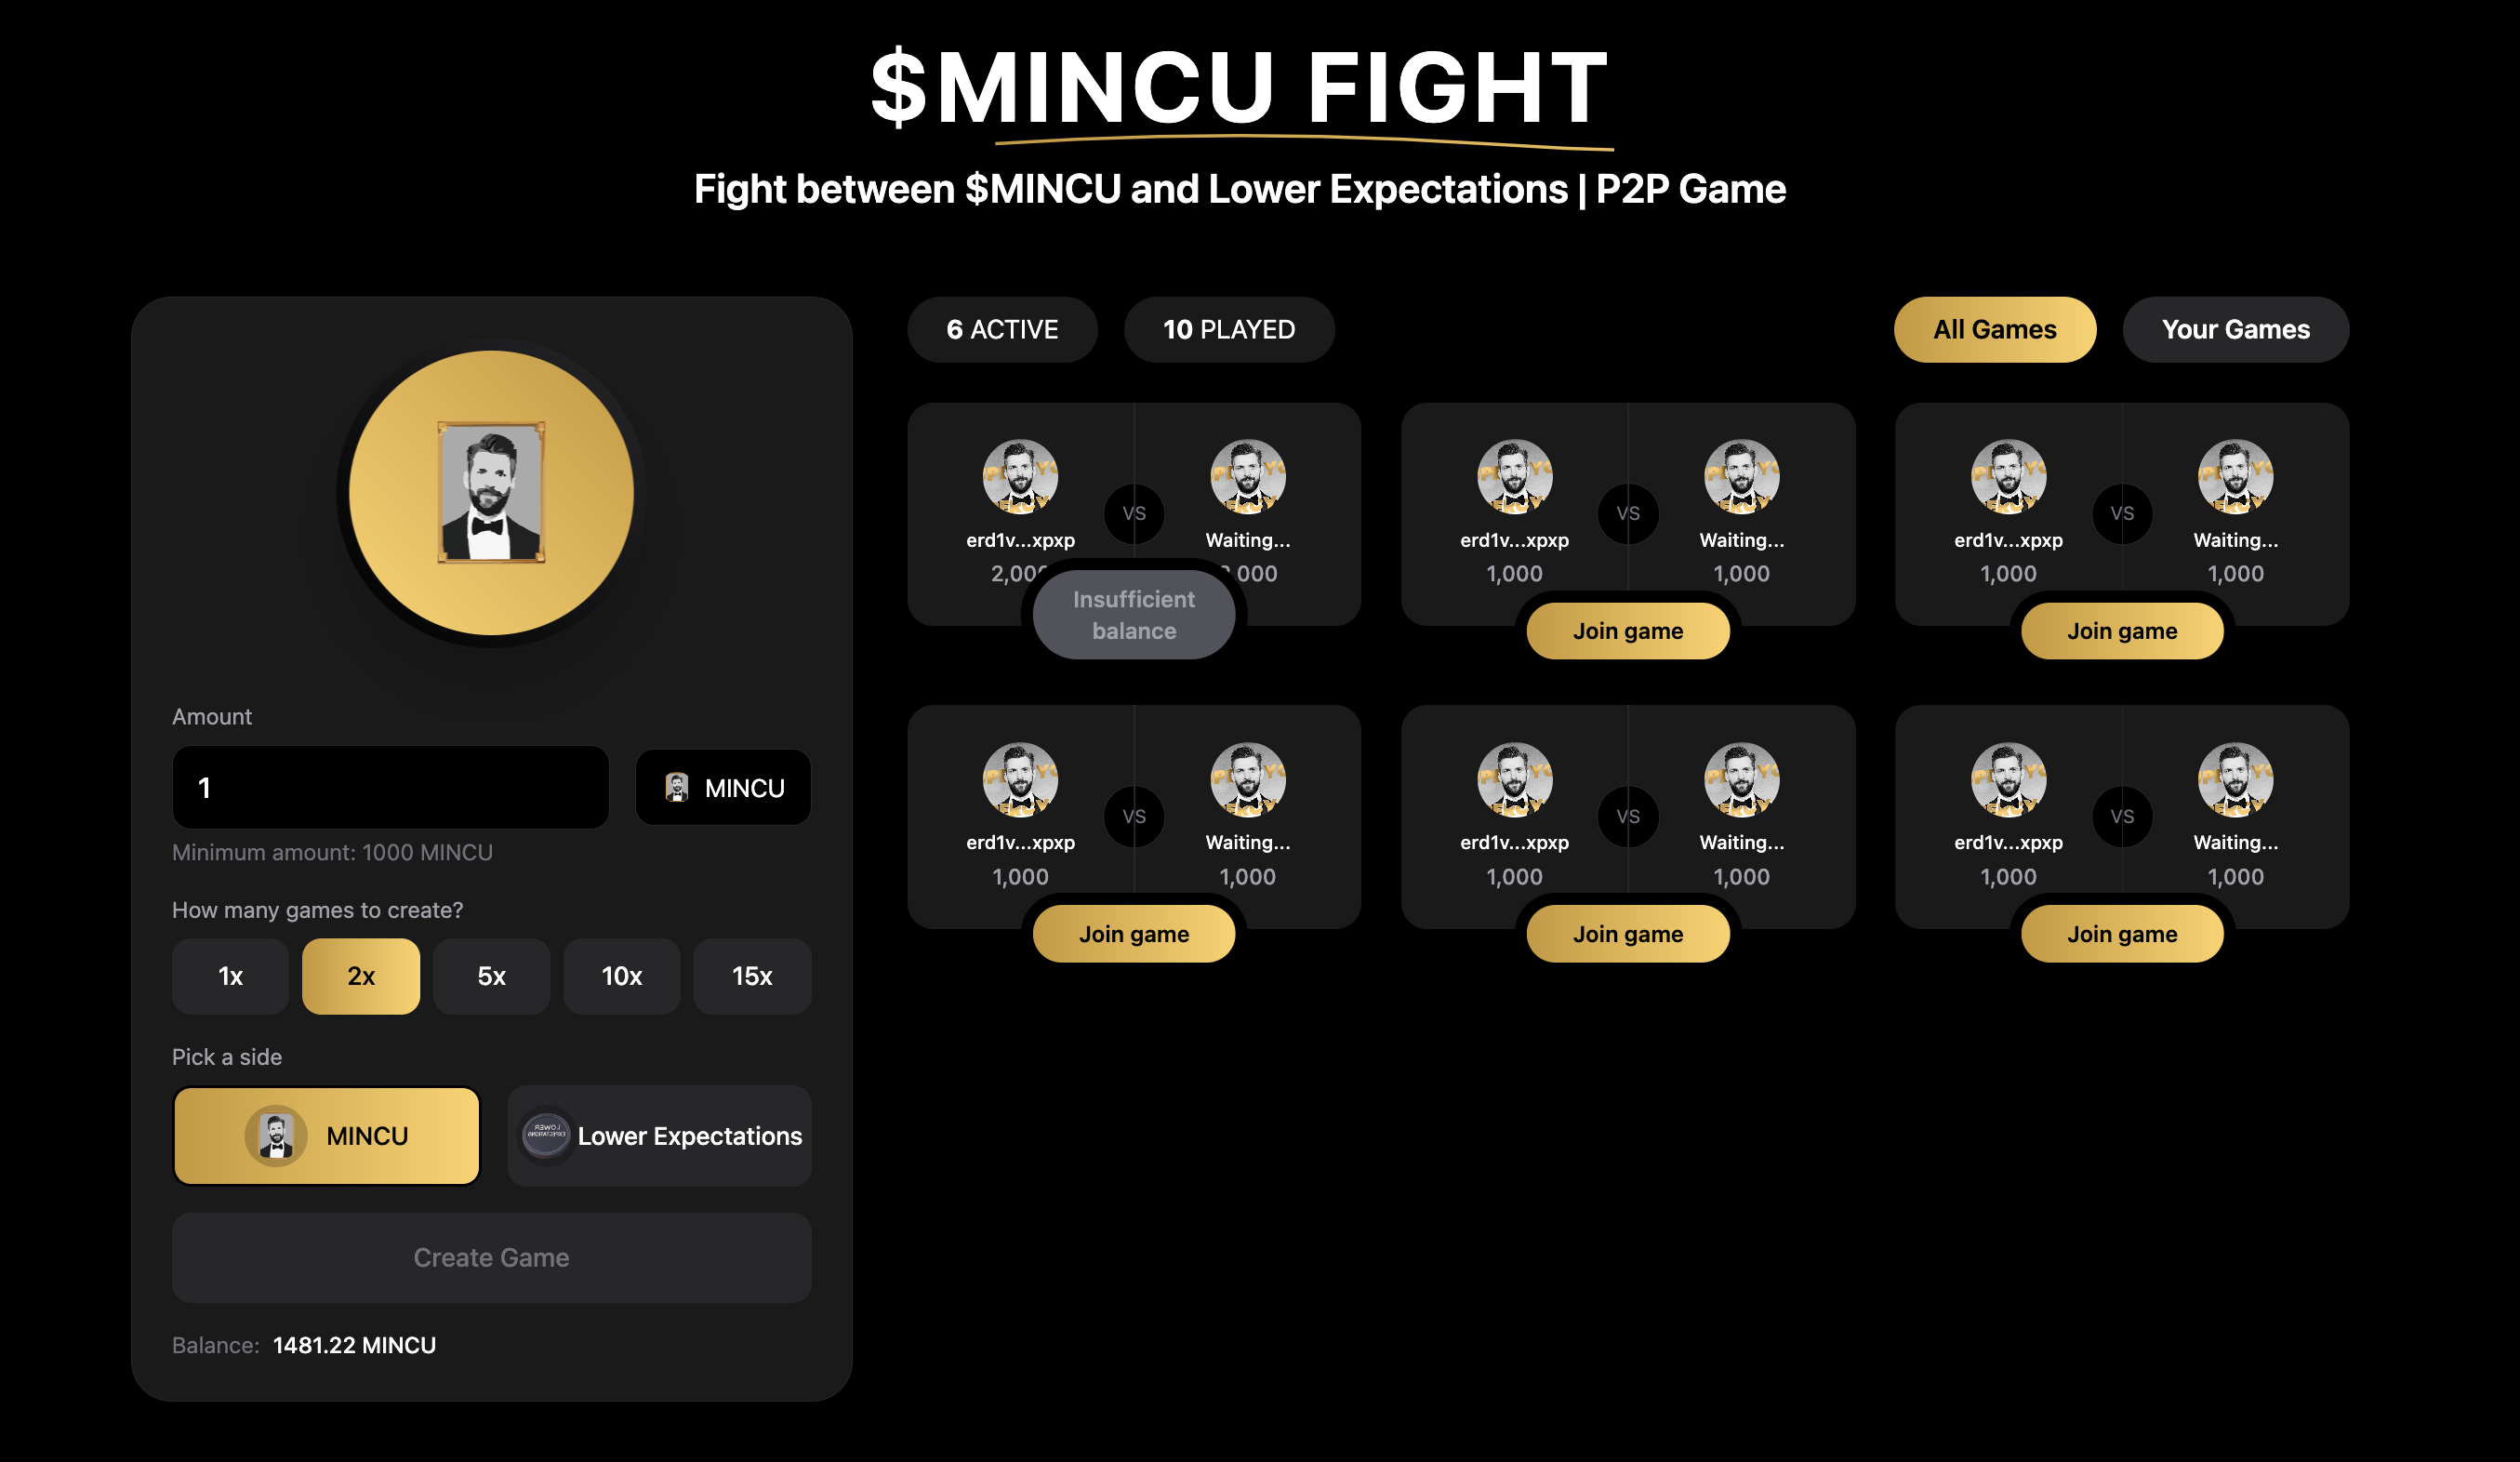 $MINCU FIGHT
Fight between $MINCU and Lower Expectations | P2P Game
Amount
1
MINCU
Minimum amount: 1000 MINCU
How many games to create?
1x
2x
5x
10x
15x
Pick a side
MINCU
LOWER
EXPECTATIONS
Lower Expectations
Create Game
Balance: 1481.22 MINCU
6 ACTIVE
10 PLAYED
All Games
Your Games
erd1v...xpxp
VS
Waiting...
2,000
Insufficient
balance
erd1v...xpxp
VS
Waiting...
1,000
1,000
Join game
erd1v...xpxp
VS
Waiting...
1,000
1,000
Join game
erd1v...xpxp
VS
Waiting...
1,000
1,000
Join game
erd1v...xpxp
VS
Waiting...
1,000
1,000
Join game
erd1v...xpxp
VS
Waiting...
1,000
1,000
Join game